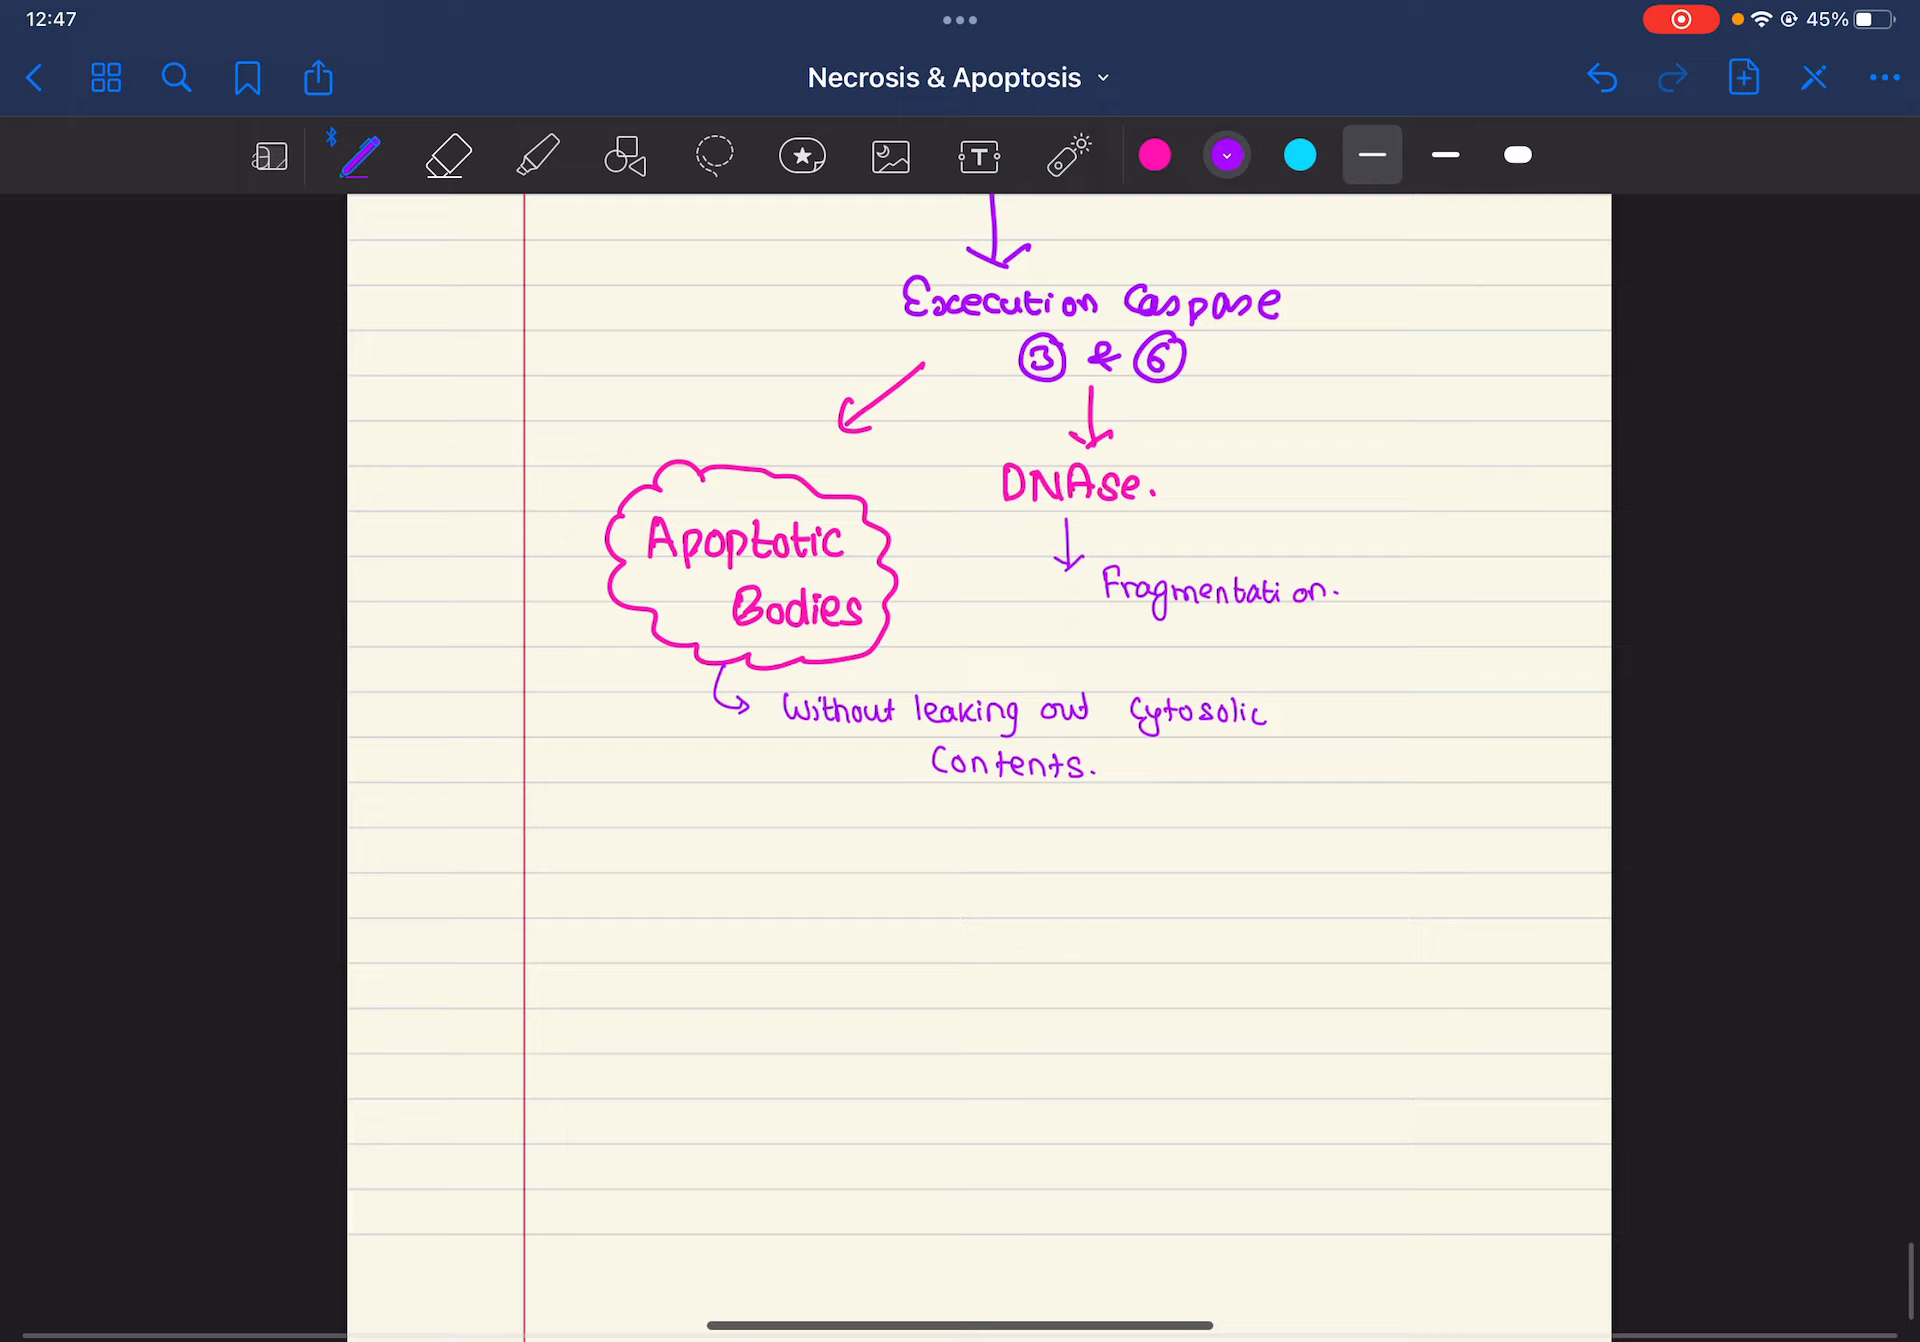 12:47
45%
Necrosis & Apoptosis
T
Execution Caspase
3 & 6
DNAse.
Apoptotic
Bodies
Fragmentation.
Without leaking out Cytosolic
Contents.